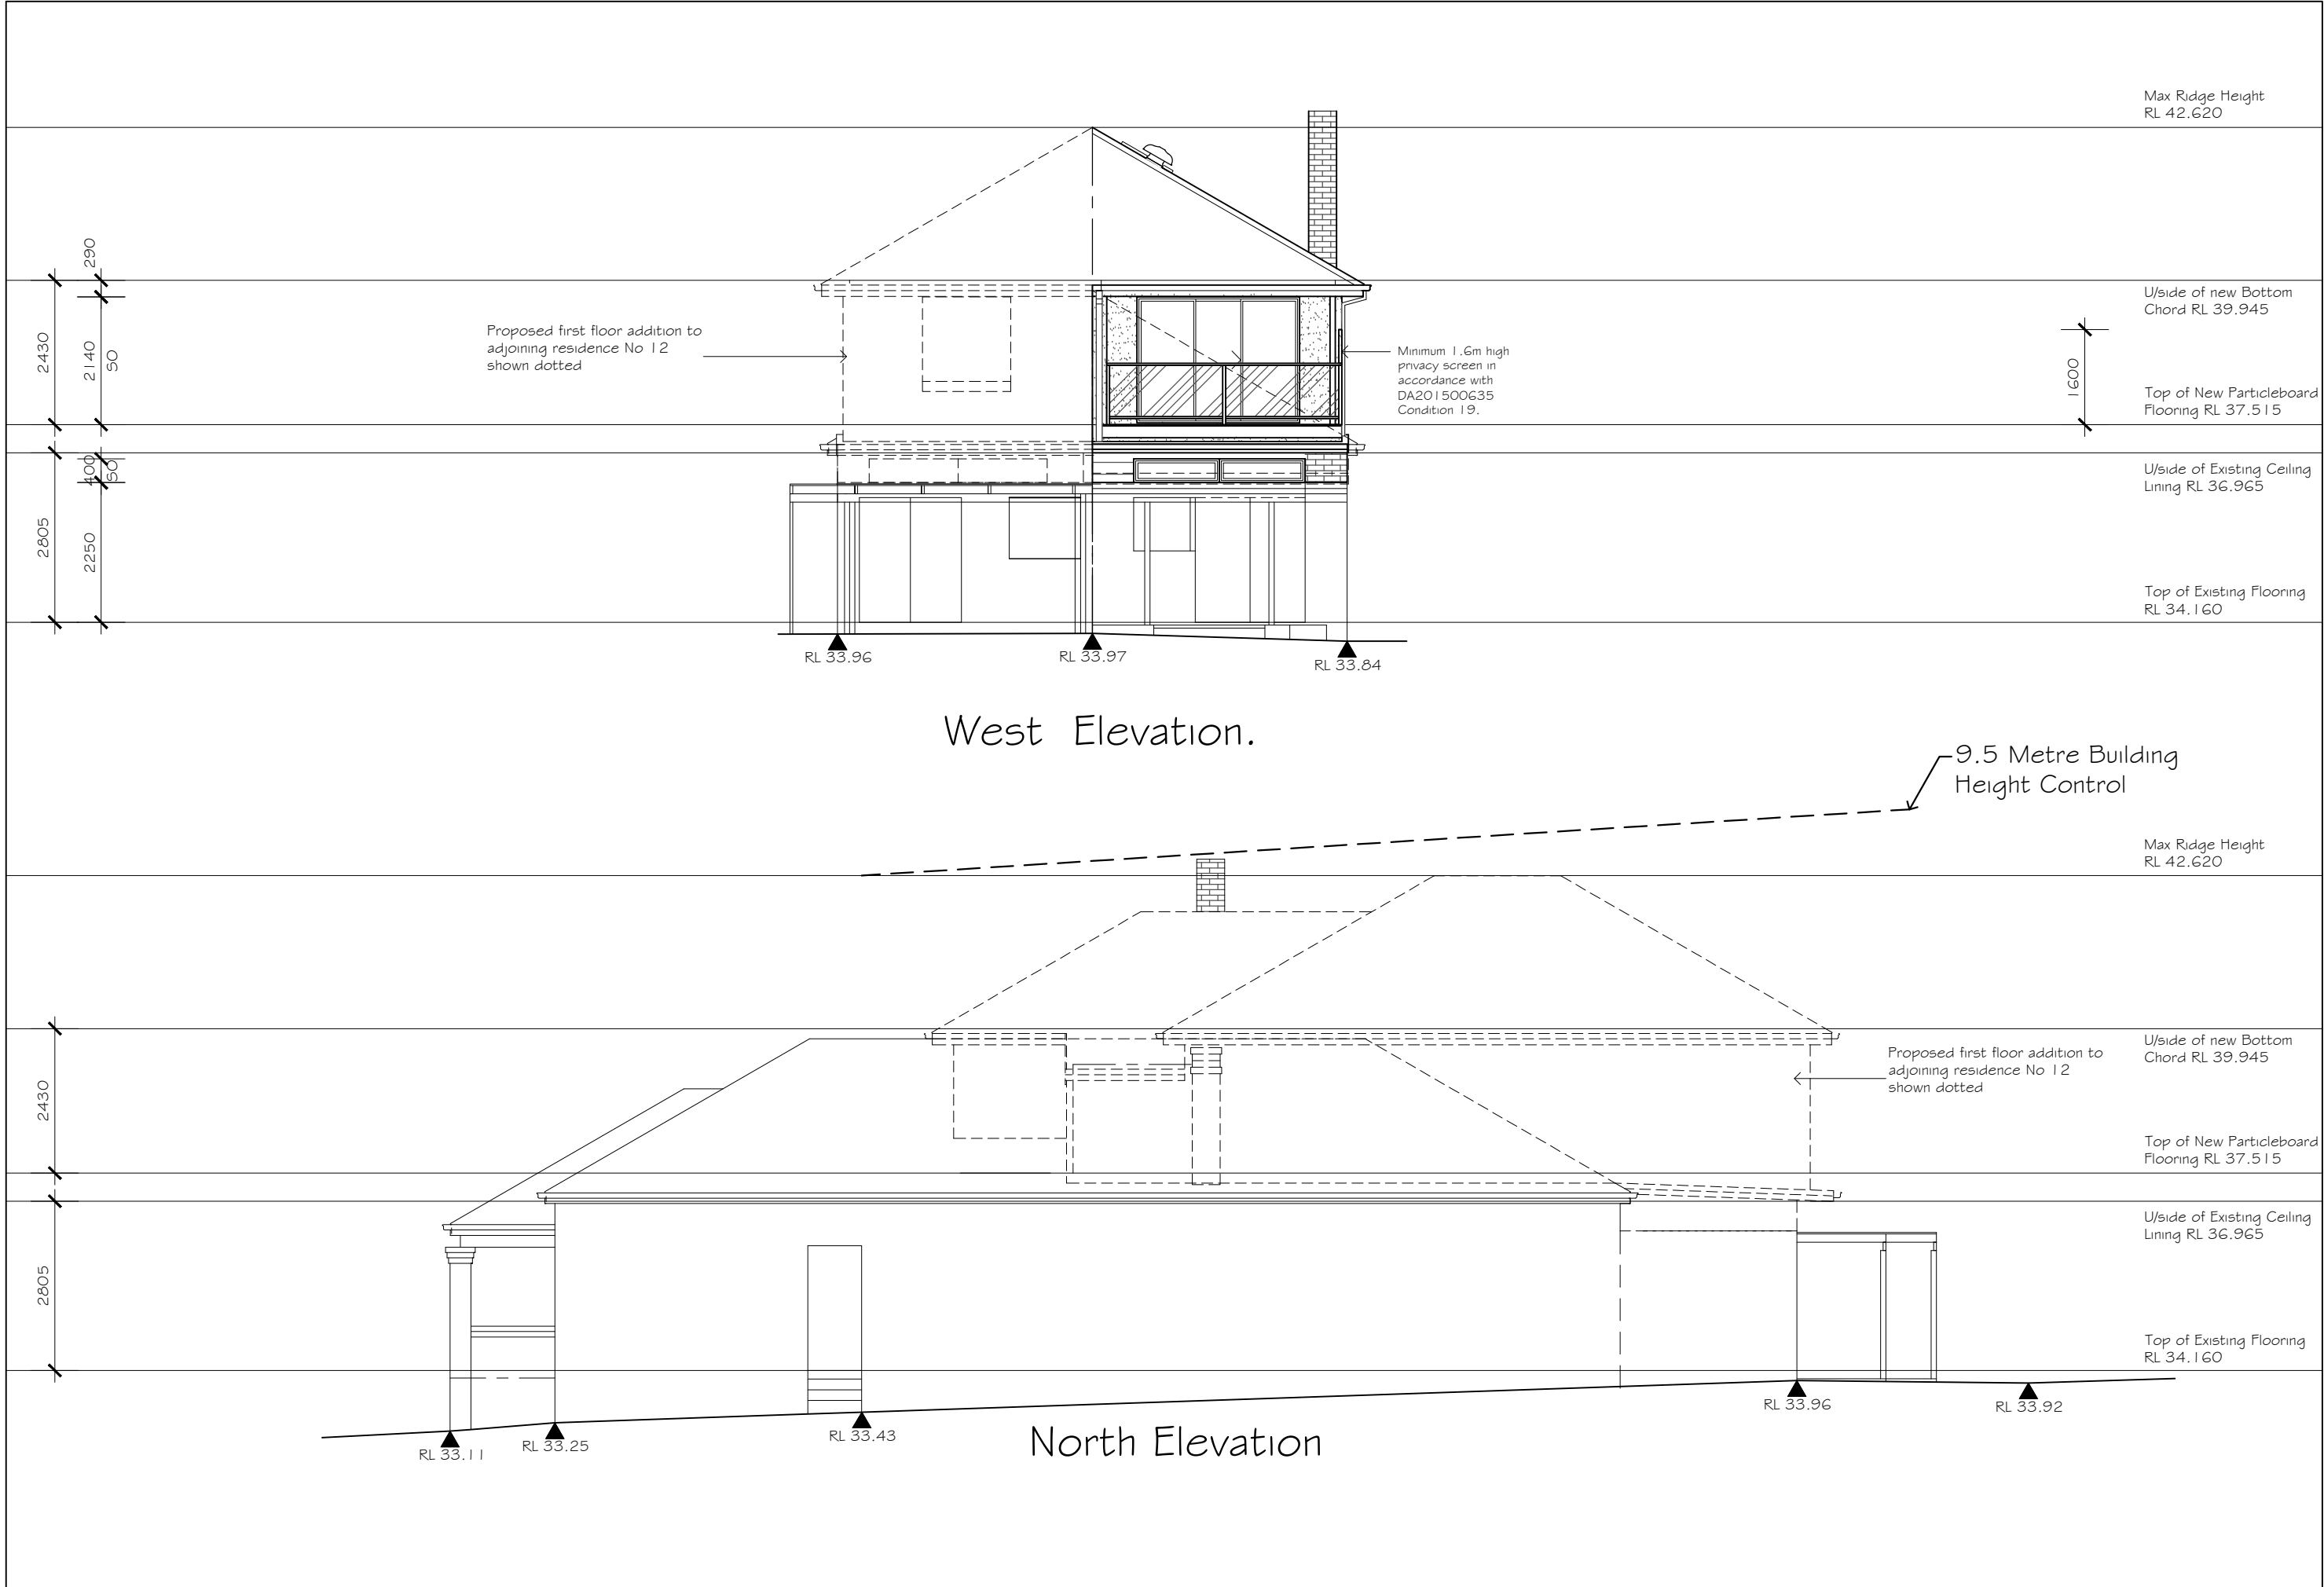 Max Ridge Height
RL 42.620
290
2430
2140
SO
U/side of new Bottom
Chord RL 39.945
Proposed first floor addition to
adjoining residence No 12
shown dotted
Minimum 1.6m high
privacy screen in
accordance with
DA201500635
Condition 19.
1600
Top of New Particleboard
Flooring RL 37.515
400
SO
U/side of Existing Ceiling
Lining RL 36.965
2805
2250
Top of Existing Flooring
RL 34.160
RL 33.96
RL 33.97
RL 33.84
West Elevation.
9.5 Metre Building
Height Control
Max Ridge Height
RL 42.620
U/side of new Bottom
Chord RL 39.945
Proposed first floor addition to
adjoining residence No 12
shown dotted
2430
Top of New Particleboard
Flooring RL 37.515
U/side of Existing Ceiling
Lining RL 36.965
2805
Top of Existing Flooring
RL 34.160
RL 33.11
RL 33.25
RL 33.43
RL 33.96
RL 33.92
North Elevation